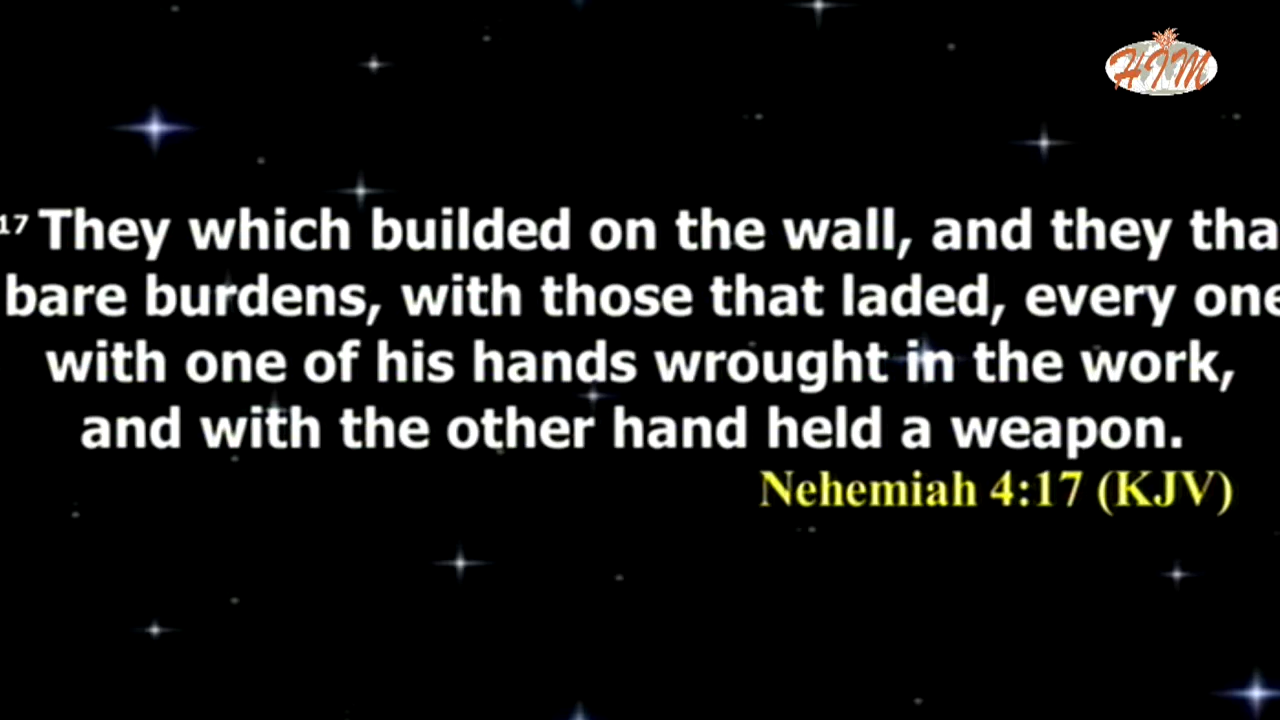 HIM
17 They which builded on the wall, and they tha
bare burdens, with those that laded, every one
with one of his hands wrought in the work,
and with the other hand held a weapon.
Nehemiah 4:17 (KJV)